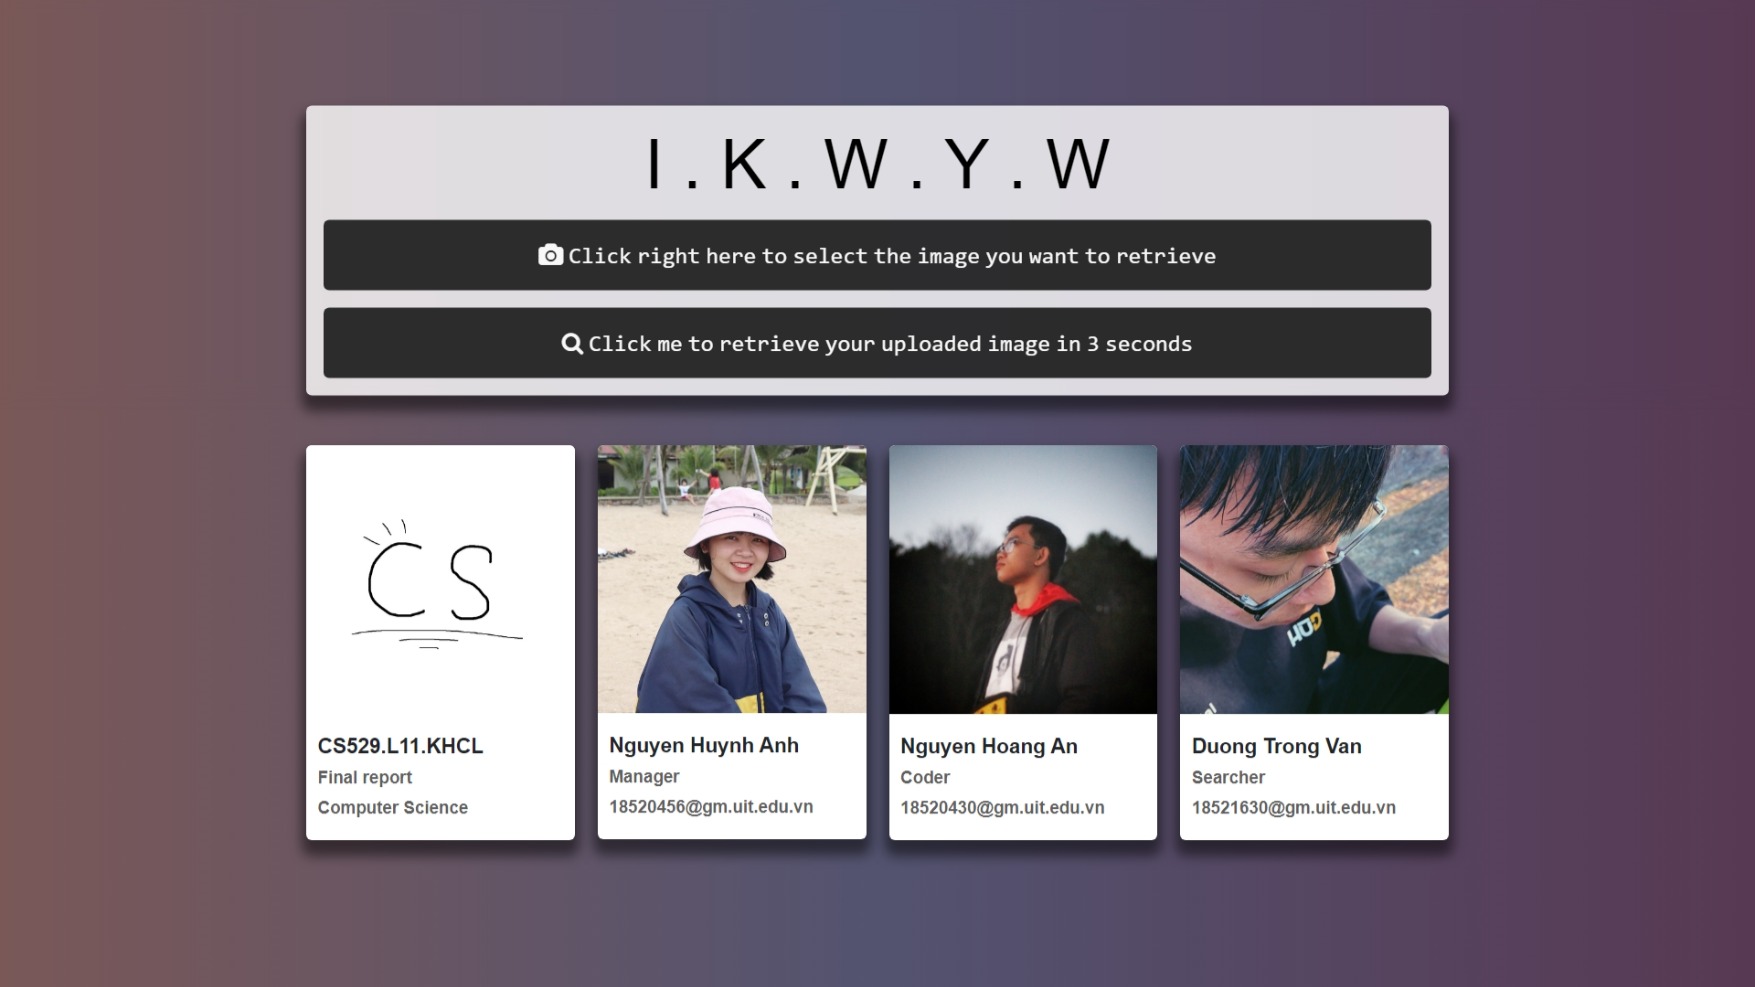 I.K.W.Y.W
Click right here to select the image you want to retrieve
Click me to retrieve your uploaded image in 3 seconds
CS
CS529.L11.KHCL
Final report
Computer Science
Nguyen Huynh Anh
Manager
18520456@gm.uit.edu.vn
Nguyen Hoang An
Coder
18520430@gm.uit.edu.vn
Duong Trong Van
Searcher
18521630@gm.uit.edu.vn